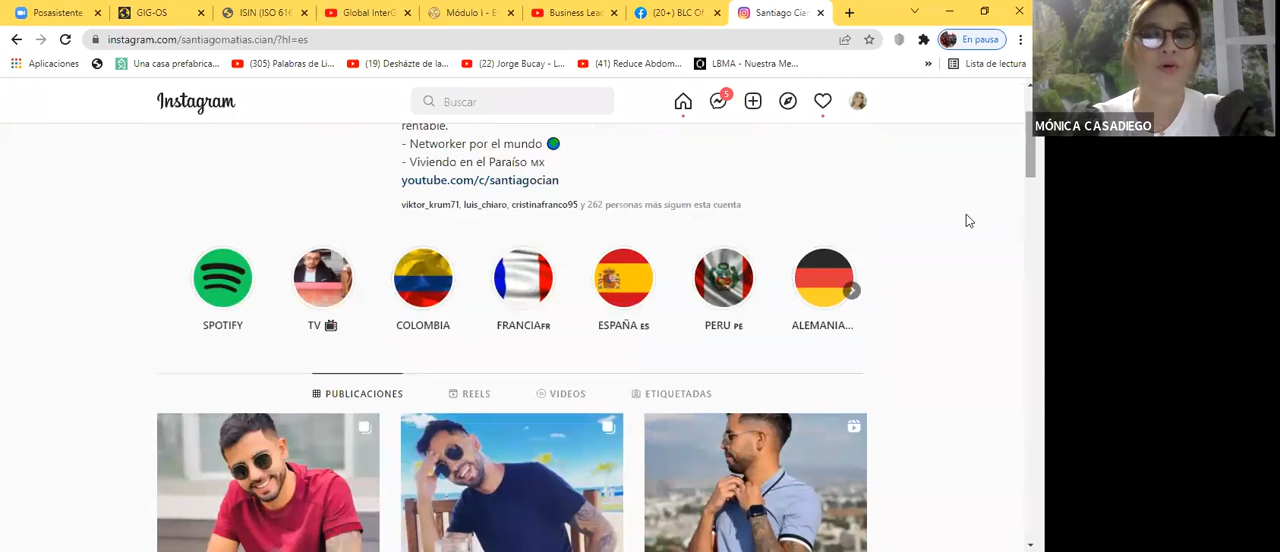 Posasistente
GIG-OS
ISIN (ISO 616
Global InterG
Módulo I - E
Business Lea
(20+) BLC Of
Santiago Cian
instagram.com/santiagomatias.cian/?hl=es
En pausa
Aplicaciones
Una casa prefabrica...
(305) Palabras de Li...
(19) Desházte de la...
(22) Jorge Bucay - L...
(41) Reduce Abdom...
LBMA - Nuestra Me...
»
Lista de lectura
Instagram
Buscar
5
rentable.
- Networker por el mundo
- Viviendo en el Paraíso MX
youtube.com/c/santiagocian
viktor_krum71, luis_chiaro, cristinafranco95 y 262 personas más siguen esta cuenta
SPOTIFY
TV
COLOMBIA
FRANCIA FR
ESPAÑA ES
PERU PE
ALEMANIA...
PUBLICACIONES
REELS
VIDEOS
ETIQUETADAS
MÓNICA CASADIEGO